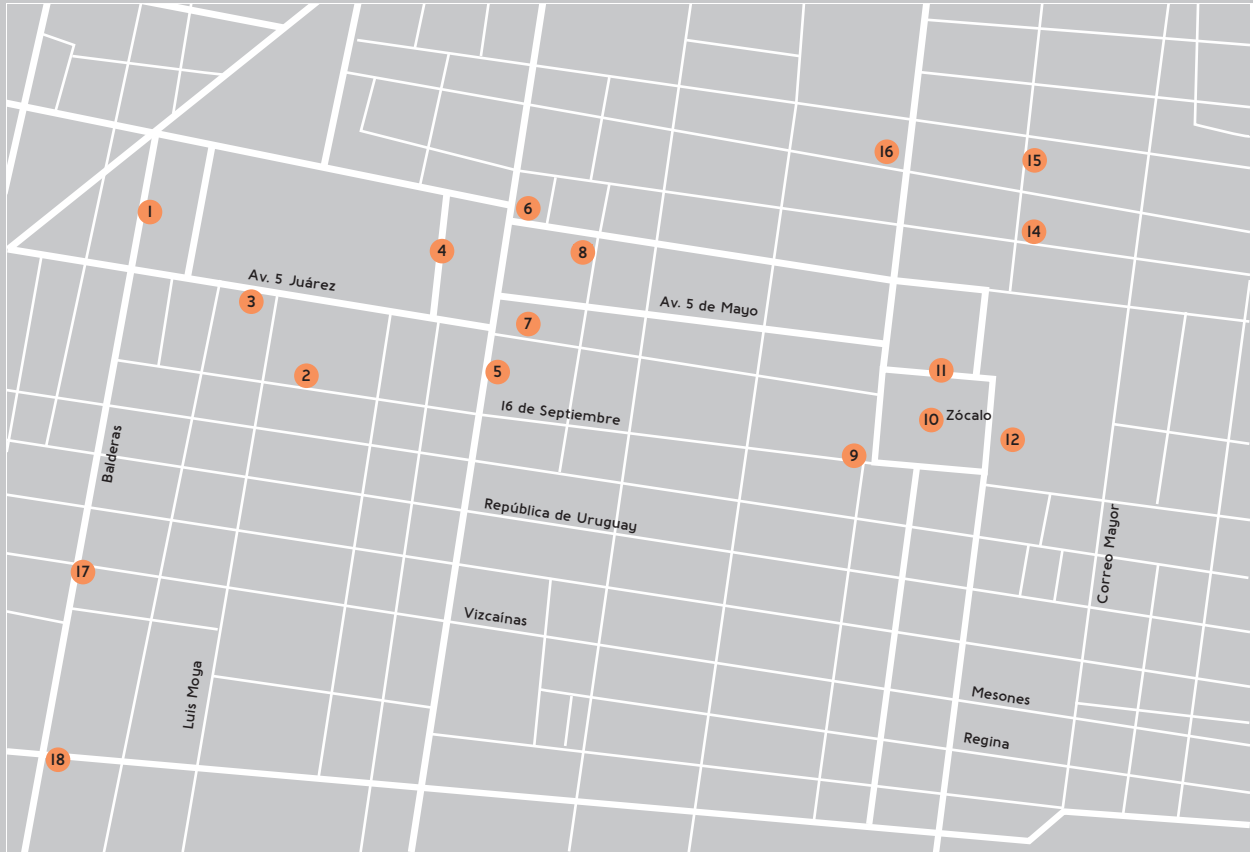 16
15
1
6
14
4
8
Av. 5 Juárez
3
Av. 5 de Mayo
7
11
5
2
16 de Septiembre
10
Zócalo
12
9
Balderas
República de Uruguay
Correo Mayor
17
Vizcaínas
Luis Moya
Mesones
Regina
18